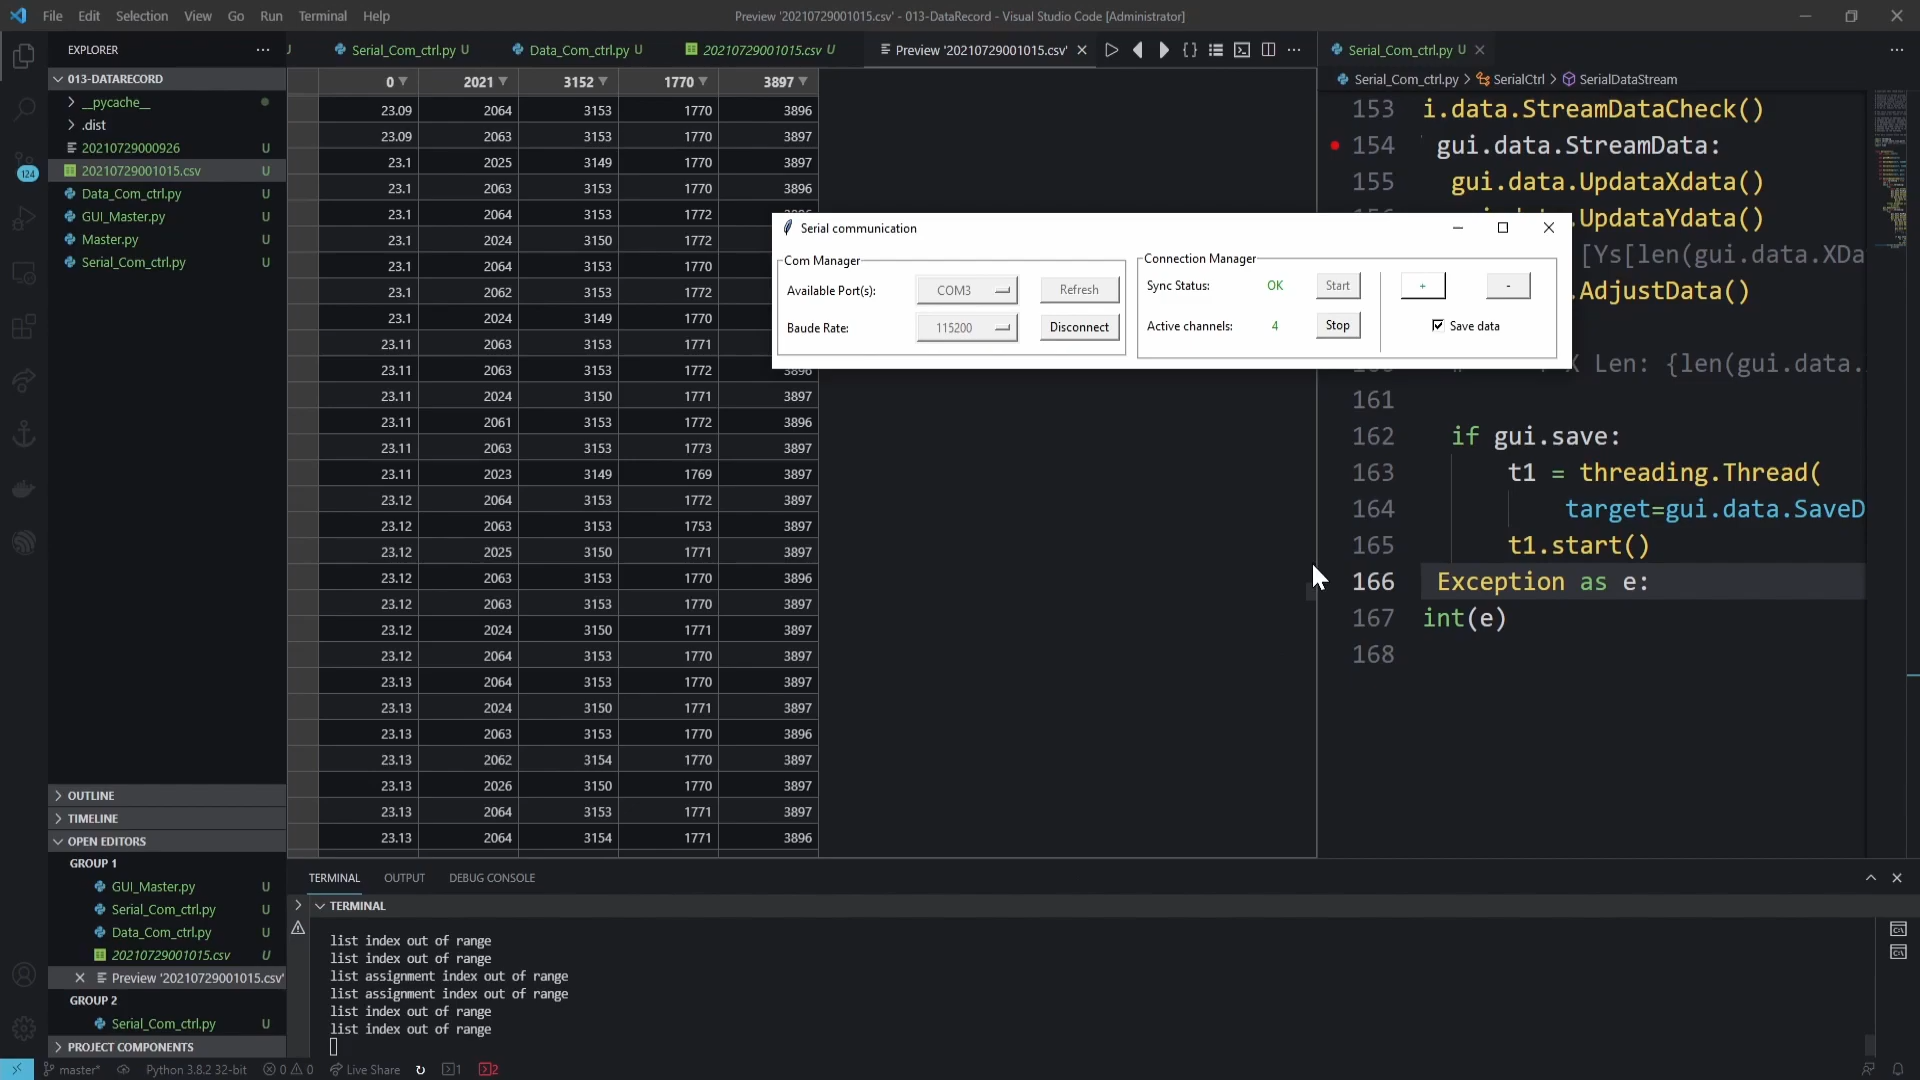 File Edit Selection View Go Run Terminal Help
Preview '20210729001015.csv' - 013-DataRecord - Visual Studio Code [Administrator]
EXPLORER
013-DATARECORD
__pycache__
.dist
20210729000926 U
20210729001015.csv U
Data_Com_ctrl.py U
GUI_Master.py U
Master.py U
Serial_Com_ctrl.py U
124
OUTLINE
TIMELINE
OPEN EDITORS
GROUP 1
GUI_Master.py U
Serial_Com_ctrl.py U
Data_Com_ctrl.py U
20210729001015.csv U
Preview '20210729001015.csv'
GROUP 2
Serial_Com_ctrl.py U
PROJECT COMPONENTS
Serial_Com_ctrl.py U Data_Com_ctrl.py U 20210729001015.csv U Preview '20210729001015.csv'
0 2021 3152 1770 3897
23.09 2064 3153 1770 3896
23.09 2063 3153 1770 3897
23.1 2025 3149 1770 3897
23.1 2063 3153 1770 3896
23.1 2064 3153 1772
23.1 2024 3150 1772
23.1 2064 3153 1770
23.1 2062 3153 1772
23.1 2024 3149 1770
23.11 2063 3153 1771
23.11 2063 3153 1772 3896
23.11 2024 3150 1771 3897
23.11 2061 3153 1772 3896
23.11 2063 3153 1773 3897
23.11 2023 3149 1769 3897
23.12 2064 3153 1772 3897
23.12 2063 3153 1753 3897
23.12 2025 3150 1771 3897
23.12 2063 3153 1770 3896
23.12 2063 3153 1770 3897
23.12 2024 3150 1771 3897
23.12 2064 3153 1770 3897
23.13 2064 3153 1770 3897
23.13 2024 3150 1771 3897
23.13 2063 3153 1770 3896
23.13 2062 3154 1770 3897
23.13 2026 3150 1770 3897
23.13 2064 3153 1771 3897
23.13 2064 3154 1771 3896
Serial communication
Com Manager
Available Port(s): COM3 Refresh
Baude Rate: 115200 Disconnect
Connection Manager
Sync Status: OK Start + -
Active channels: 4 Stop Save data
Serial_Com_ctrl.py U
Serial_Com_ctrl.py > SerialCtrl > SerialDataStream
153 i.data.StreamDataCheck()
154 gui.data.StreamData:
155 gui.data.UpdataXdata()
UpdataYdata()
[Ys[len(gui.data.XDa
.AdjustData()
X Len: {len(gui.data.
161
162 if gui.save:
163 t1 = threading.Thread(
164 target=gui.data.SaveD
165 t1.start()
166 Exception as e:
167 int(e)
168
TERMINAL OUTPUT DEBUG CONSOLE
TERMINAL
list index out of range
list index out of range
list assignment index out of range
list assignment index out of range
list index out of range
list index out of range
master* Python 3.8.2 32-bit 0 0 Live Share 1 2